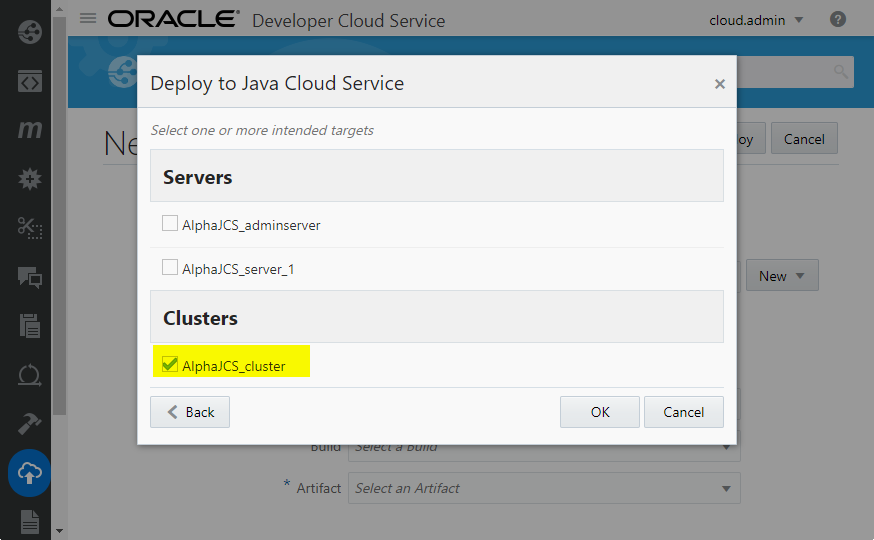 ORACLE® Developer Cloud Service
cloud.admin
?
m
Deploy to Java Cloud Service
×
Select one or more intended targets
Servers
AlphaJCS_adminserver
AlphaJCS_server_1
Clusters
AlphaJCS_cluster
Back
OK
Cancel
Ne
oy
Cancel
New
Build
Select a Build
* Artifact
Select an Artifact